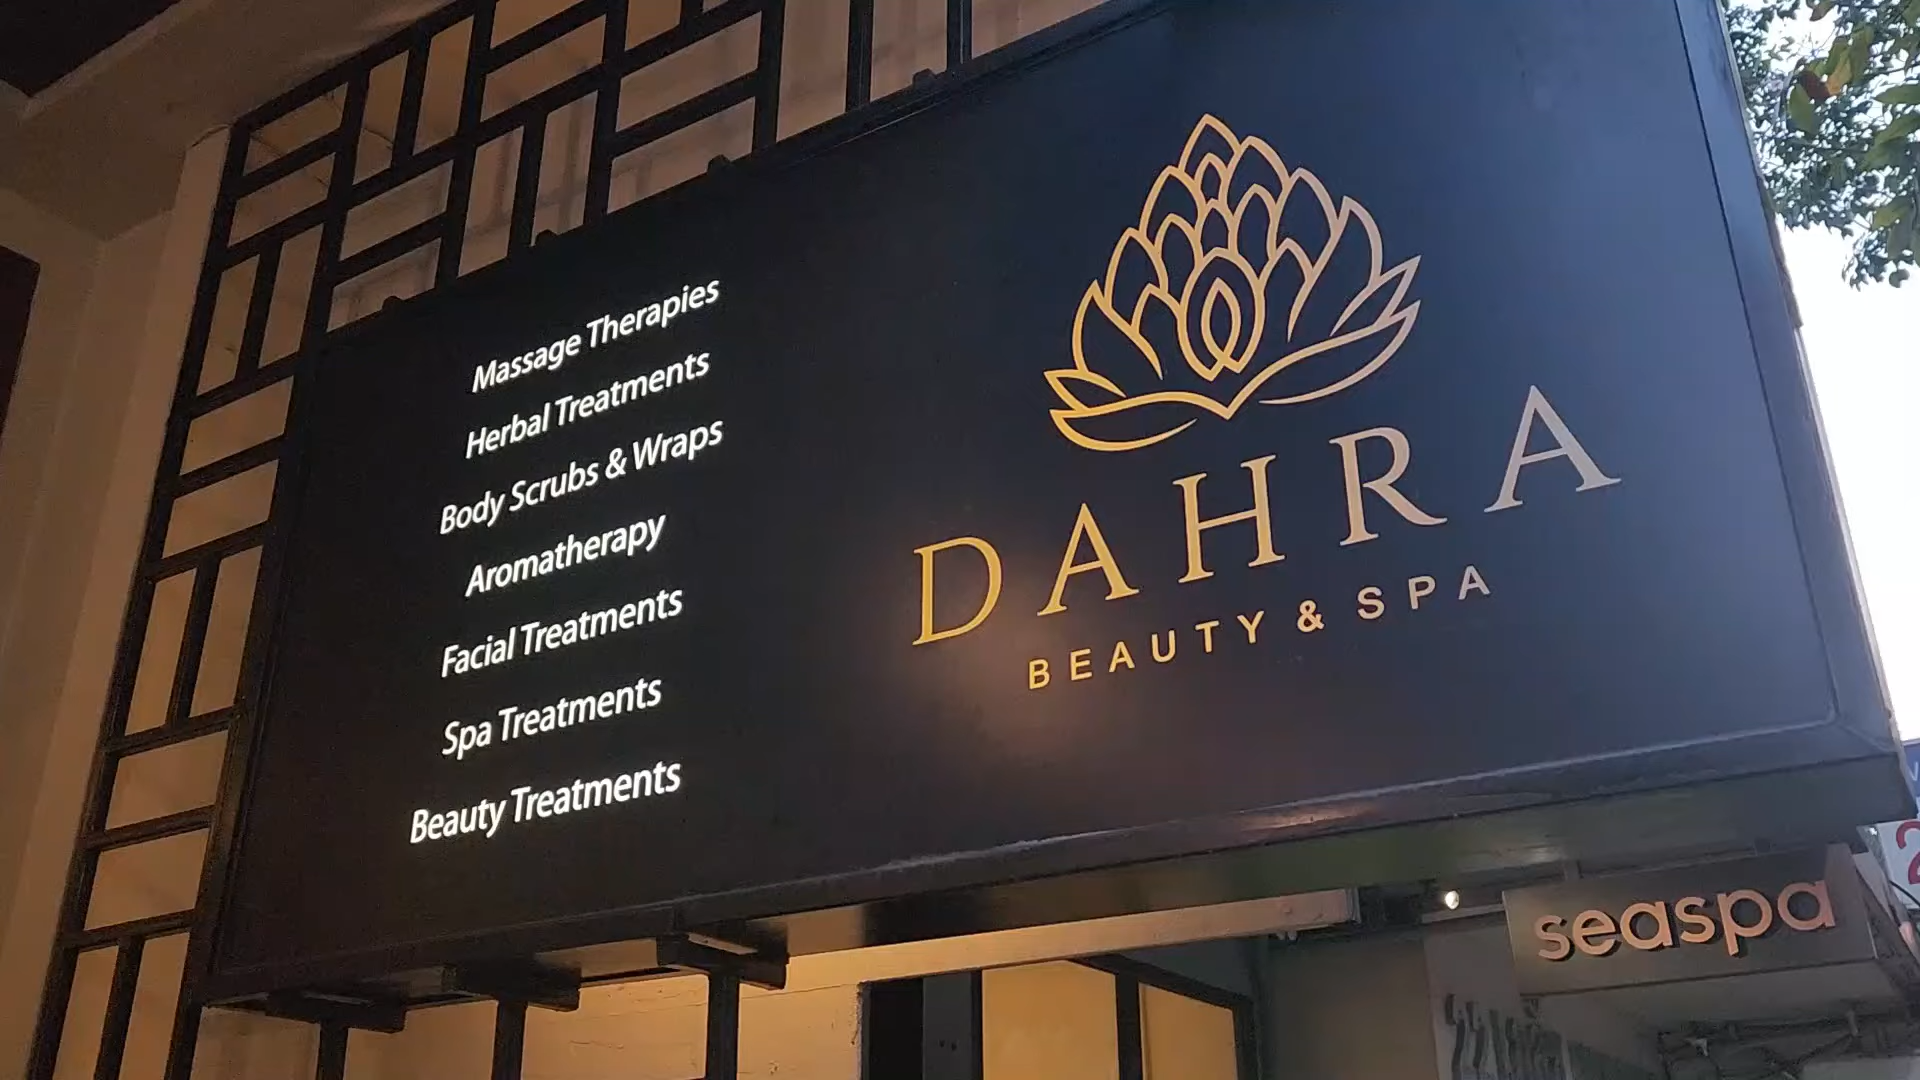 Massage Therapies
Herbal Treatments
Body Scrubs & Wraps
Aromatherapy
Facial Treatments
Spa Treatments
Beauty Treatments
DAHRA
BEAUTY & SPA
seaspa